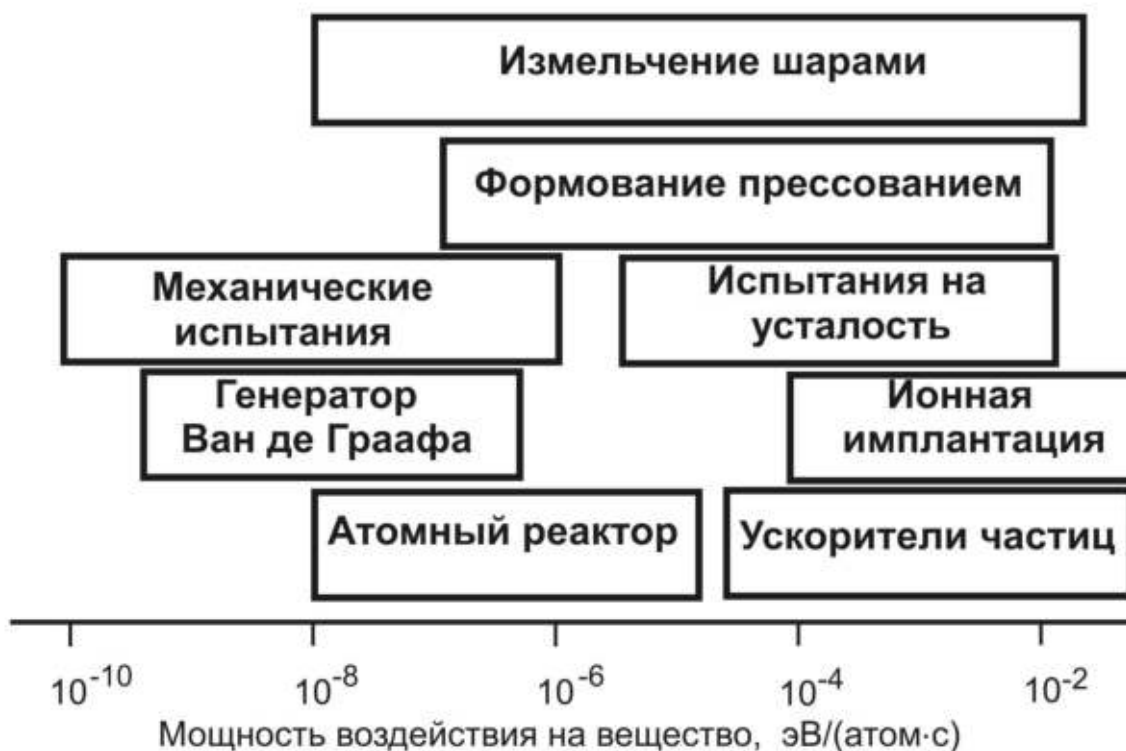 Измельчение шарами
Формование прессованием
Механические
испытания
Испытания на
усталость
Генератор
Ван де Граафа
Ионная
имплантация
Атомный реактор
Ускорители частиц
10⁻¹⁰ 10⁻⁸ 10⁻⁶ 10⁻⁴ 10⁻²
Мощность воздействия на вещество, эВ/(атом·с)